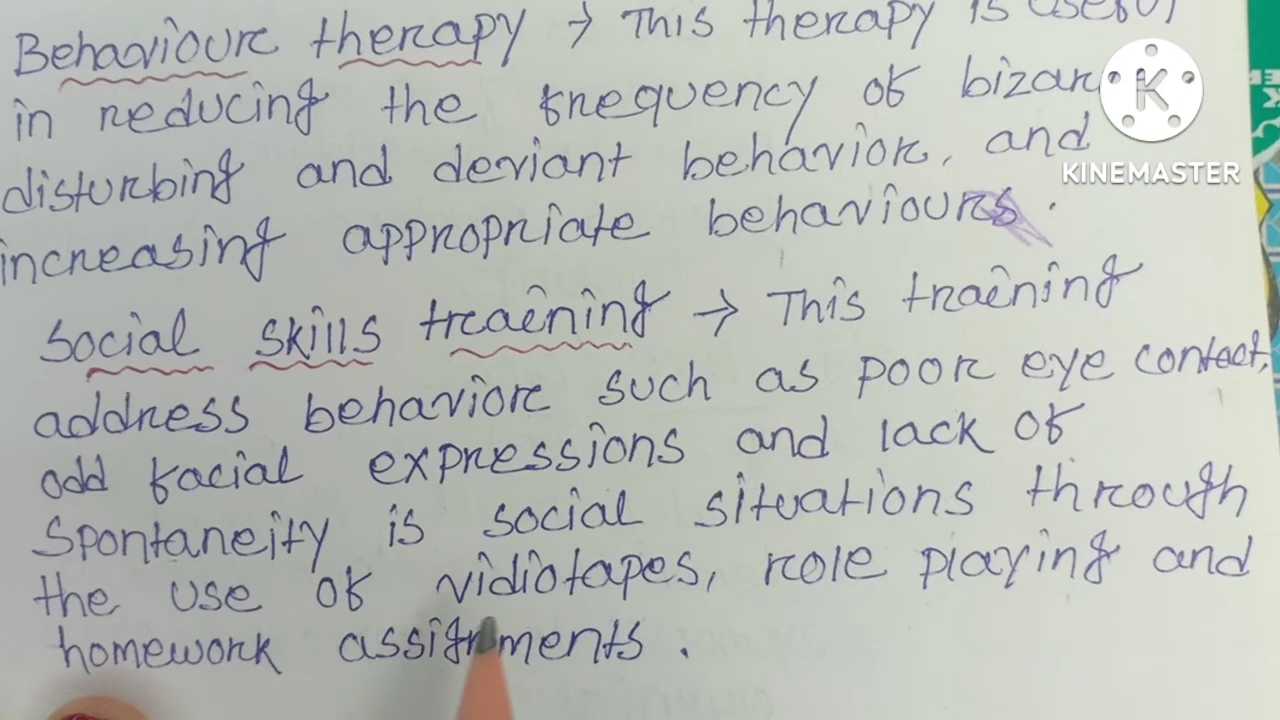 Behaviour therapy → This therapy is useful
in reducing the frequency of bizar
disturbing and deviant behavior, and
increasing appropriate behaviours.
Social skills training → This training
address behavior such as poor eye contact,
odd facial expressions and lack of
spontaneity is social situations through
the use of vidiotapes, role playing and
homework assignments.
K
KINEMASTER